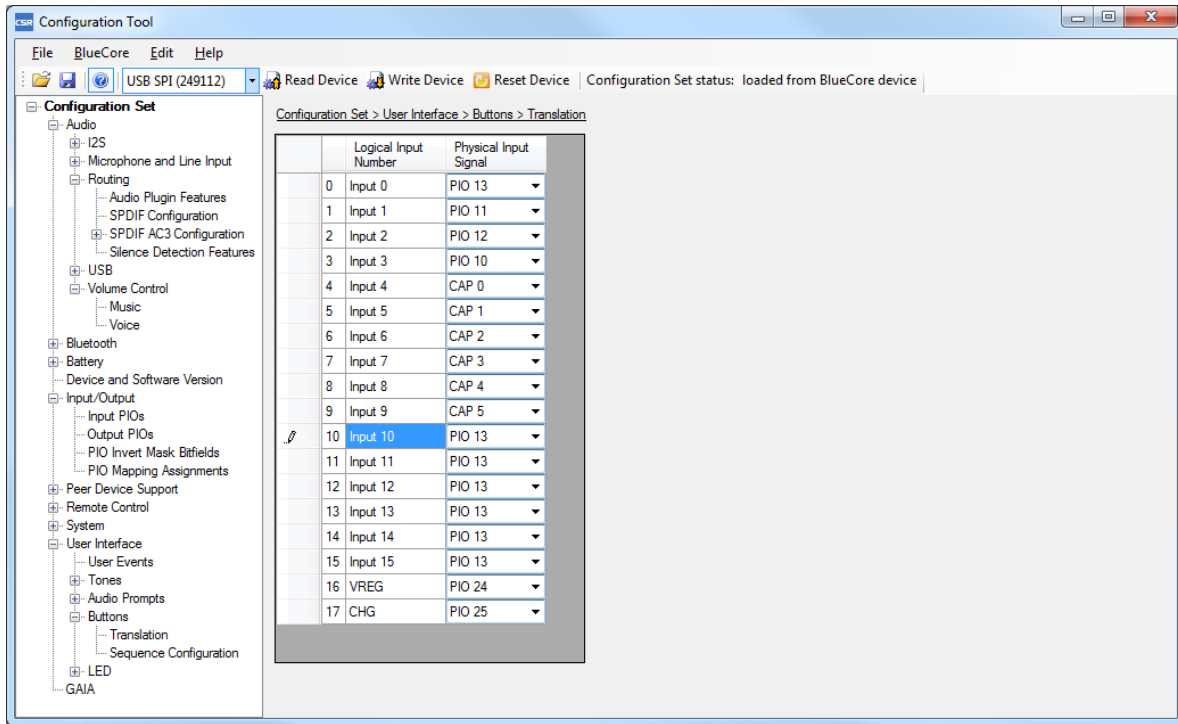 CSR Configuration Tool
File BlueCore Edit Help
USB SPI (249112) Read Device Write Device Reset Device Configuration Set status: loaded from BlueCore device
Configuration Set
Audio
I2S
Microphone and Line Input
Routing
Audio Plugin Features
SPDIF Configuration
SPDIF AC3 Configuration
Silence Detection Features
USB
Volume Control
Music
Voice
Bluetooth
Battery
Device and Software Version
Input/Output
Input PIOs
Output PIOs
PIO Invert Mask Bitfields
PIO Mapping Assignments
Peer Device Support
Remote Control
System
User Interface
User Events
Tones
Audio Prompts
Buttons
Translation
Sequence Configuration
LED
GAIA
Configuration Set > User Interface > Buttons > Translation
Logical Input Number Physical Input Signal
0 Input 0 PIO 13
1 Input 1 PIO 11
2 Input 2 PIO 12
3 Input 3 PIO 10
4 Input 4 CAP 0
5 Input 5 CAP 1
6 Input 6 CAP 2
7 Input 7 CAP 3
8 Input 8 CAP 4
9 Input 9 CAP 5
10 Input 10 PIO 13
11 Input 11 PIO 13
12 Input 12 PIO 13
13 Input 13 PIO 13
14 Input 14 PIO 13
15 Input 15 PIO 13
16 VREG PIO 24
17 CHG PIO 25